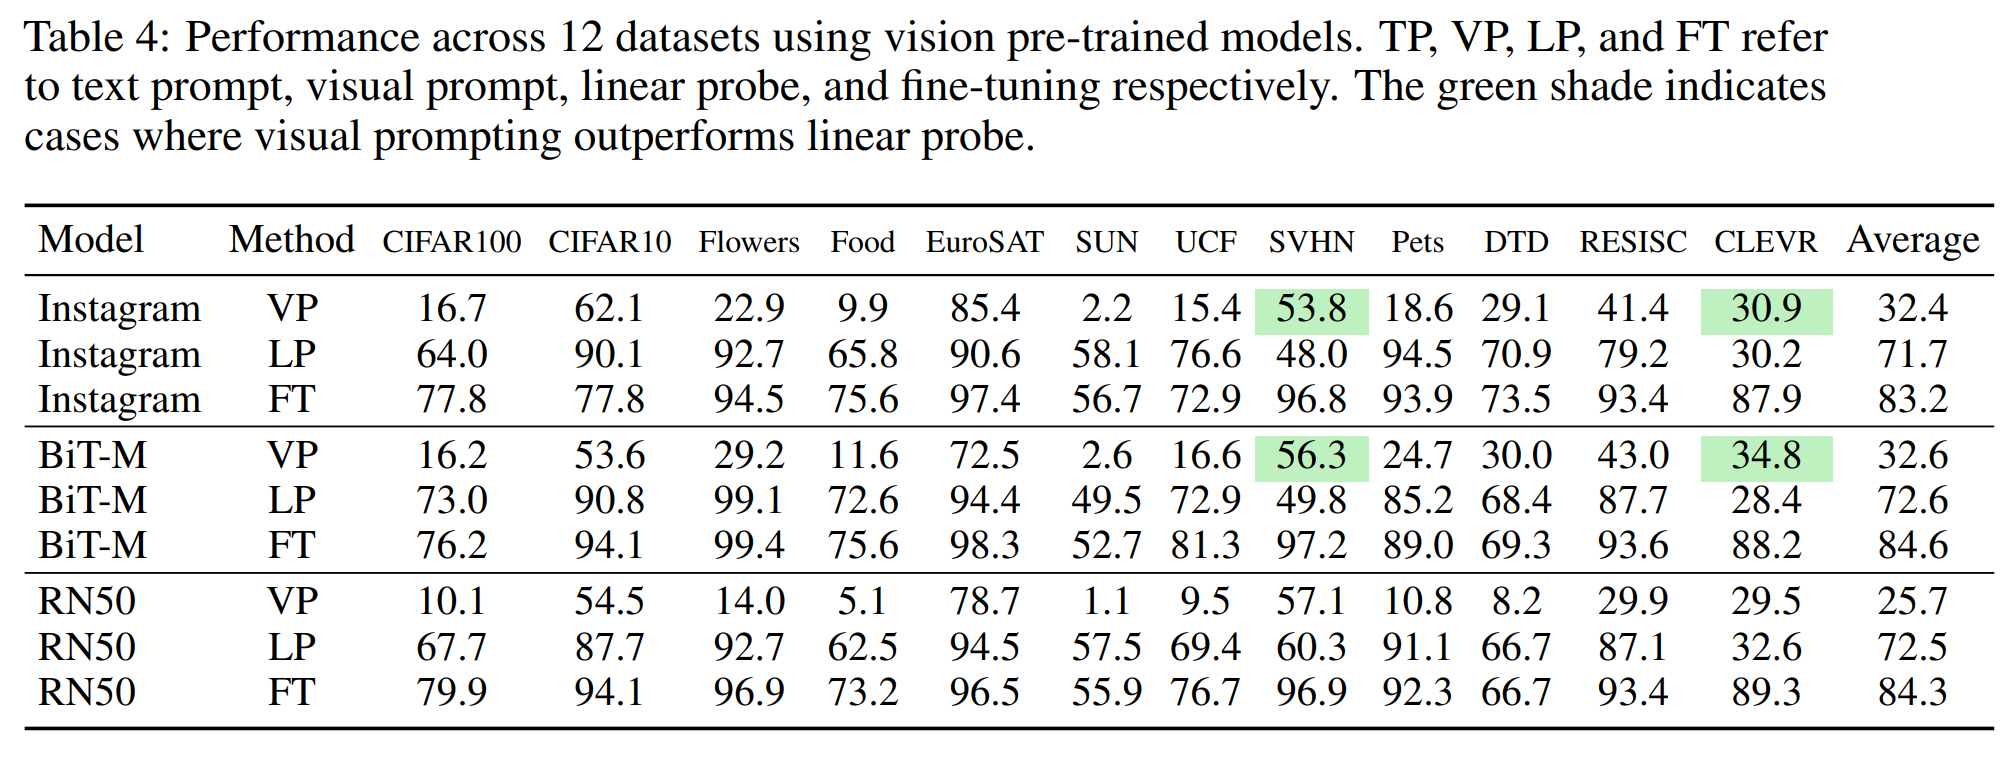 Table 4: Performance across 12 datasets using vision pre-trained models. TP, VP, LP, and FT refer
to text prompt, visual prompt, linear probe, and fine-tuning respectively. The green shade indicates
cases where visual prompting outperforms linear probe.
Model Method CIFAR100 CIFAR10 Flowers Food EuroSAT SUN UCF SVHN Pets DTD RESISC CLEVR Average
Instagram VP 16.7 62.1 22.9 9.9 85.4 2.2 15.4 53.8 18.6 29.1 41.4 30.9 32.4
Instagram LP 64.0 90.1 92.7 65.8 90.6 58.1 76.6 48.0 94.5 70.9 79.2 30.2 71.7
Instagram FT 77.8 77.8 94.5 75.6 97.4 56.7 72.9 96.8 93.9 73.5 93.4 87.9 83.2
BiT-M VP 16.2 53.6 29.2 11.6 72.5 2.6 16.6 56.3 24.7 30.0 43.0 34.8 32.6
BiT-M LP 73.0 90.8 99.1 72.6 94.4 49.5 72.9 49.8 85.2 68.4 87.7 28.4 72.6
BiT-M FT 76.2 94.1 99.4 75.6 98.3 52.7 81.3 97.2 89.0 69.3 93.6 88.2 84.6
RN50 VP 10.1 54.5 14.0 5.1 78.7 1.1 9.5 57.1 10.8 8.2 29.9 29.5 25.7
RN50 LP 67.7 87.7 92.7 62.5 94.5 57.5 69.4 60.3 91.1 66.7 87.1 32.6 72.5
RN50 FT 79.9 94.1 96.9 73.2 96.5 55.9 76.7 96.9 92.3 66.7 93.4 89.3 84.3